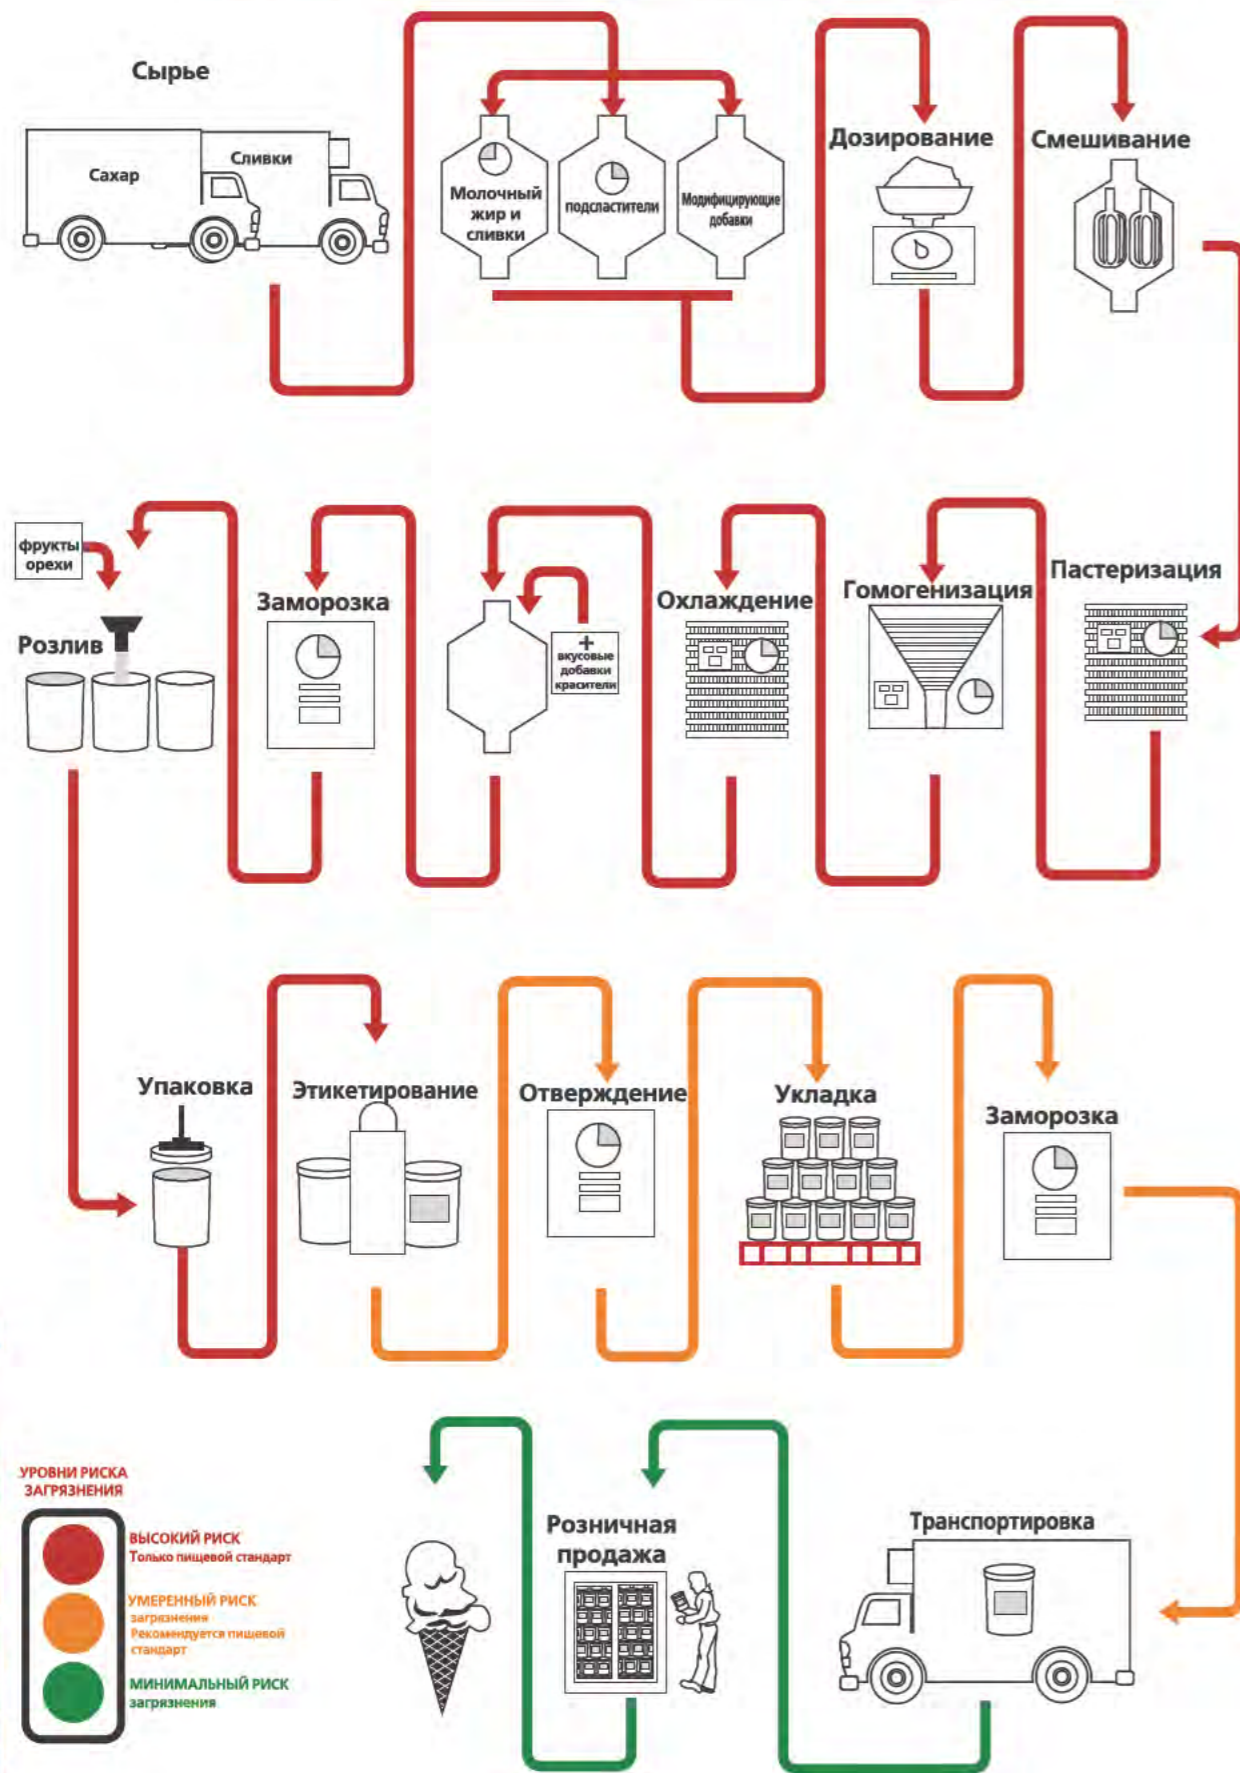 Сырье
Сахар
Сливки
Молочный
жир и
сливки
подсластители
Модифицирующие
добавки
Дозирование
Смешивание
фрукты
орехи
Розлив
Заморозка
+
вкусовые
добавки
красители
Охлаждение
Гомогенизация
Пастеризация
Упаковка
Этикетирование
Отверждение
Укладка
Заморозка
УРОВНИ РИСКА
ЗАГРЯЗНЕНИЯ
ВЫСОКИЙ РИСК
Только пищевой стандарт
УМЕРЕННЫЙ РИСК
загрязнения
Рекомендуется пищевой
стандарт
МИНИМАЛЬНЫЙ РИСК
загрязнения
Розничная
продажа
Транспортировка